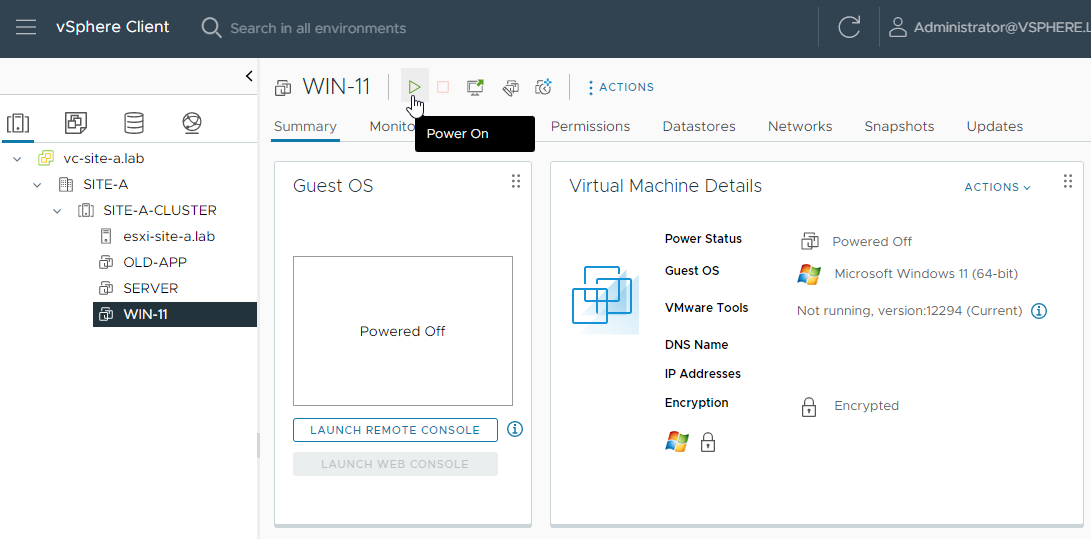 vSphere Client
Search in all environments
Administrator@VSPHERE.L
WIN-11
ACTIONS
Summary Monito Permissions Datastores Networks Snapshots Updates
Power On
vc-site-a.lab
SITE-A
SITE-A-CLUSTER
esxi-site-a.lab
OLD-APP
SERVER
WIN-11
Guest OS
Powered Off
LAUNCH REMOTE CONSOLE
LAUNCH WEB CONSOLE
Virtual Machine Details
ACTIONS
Power Status Powered Off
Guest OS Microsoft Windows 11 (64-bit)
VMware Tools Not running, version:12294 (Current)
DNS Name
IP Addresses
Encryption Encrypted